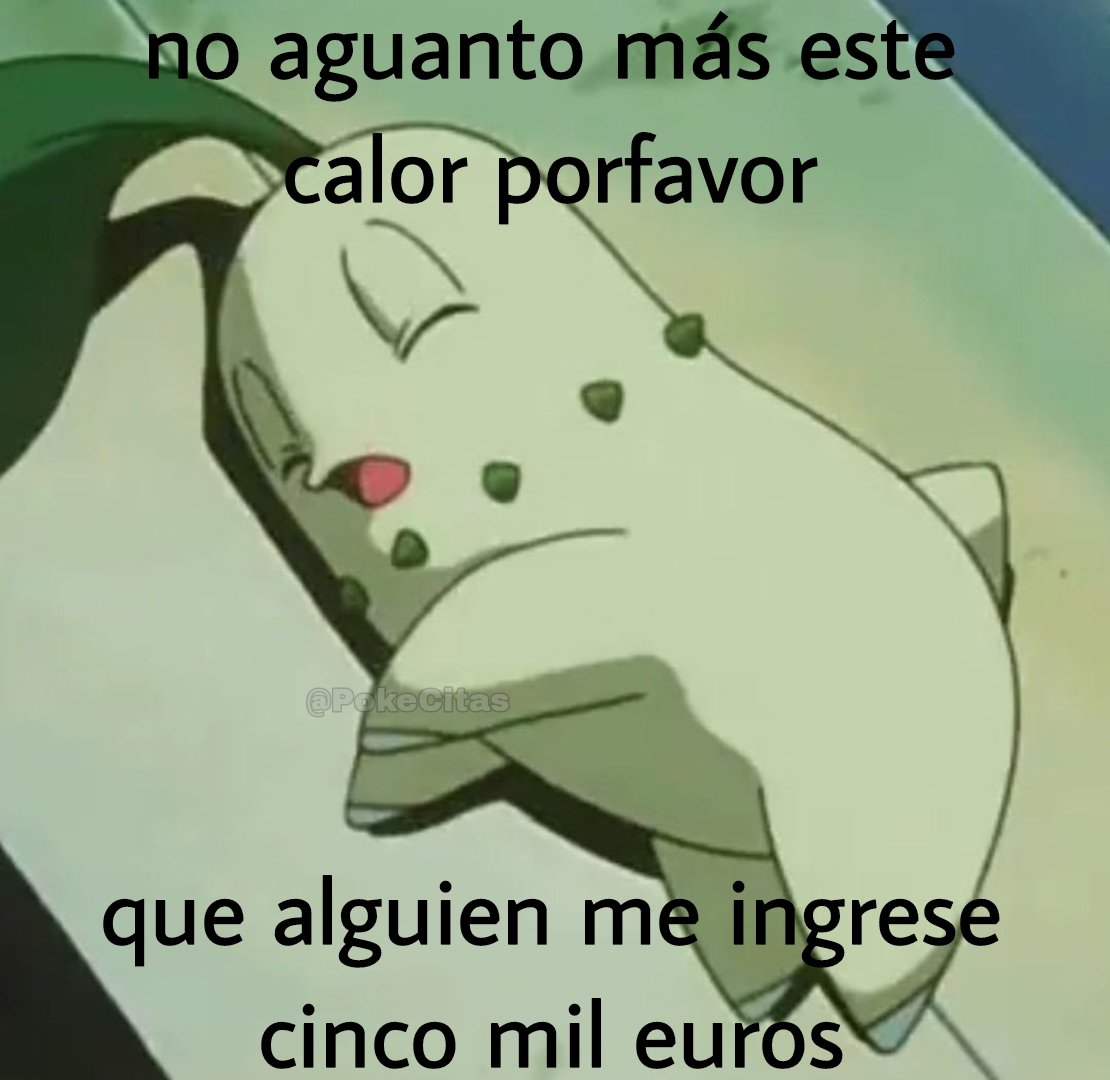 no aguanto más este
calor porfavor
@PokeCitas
que alguien me ingrese
cinco mil euros